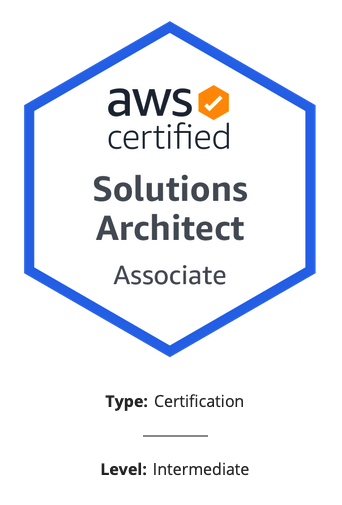 aws
certified
Solutions
Architect
Associate
Type: Certification
Level: Intermediate